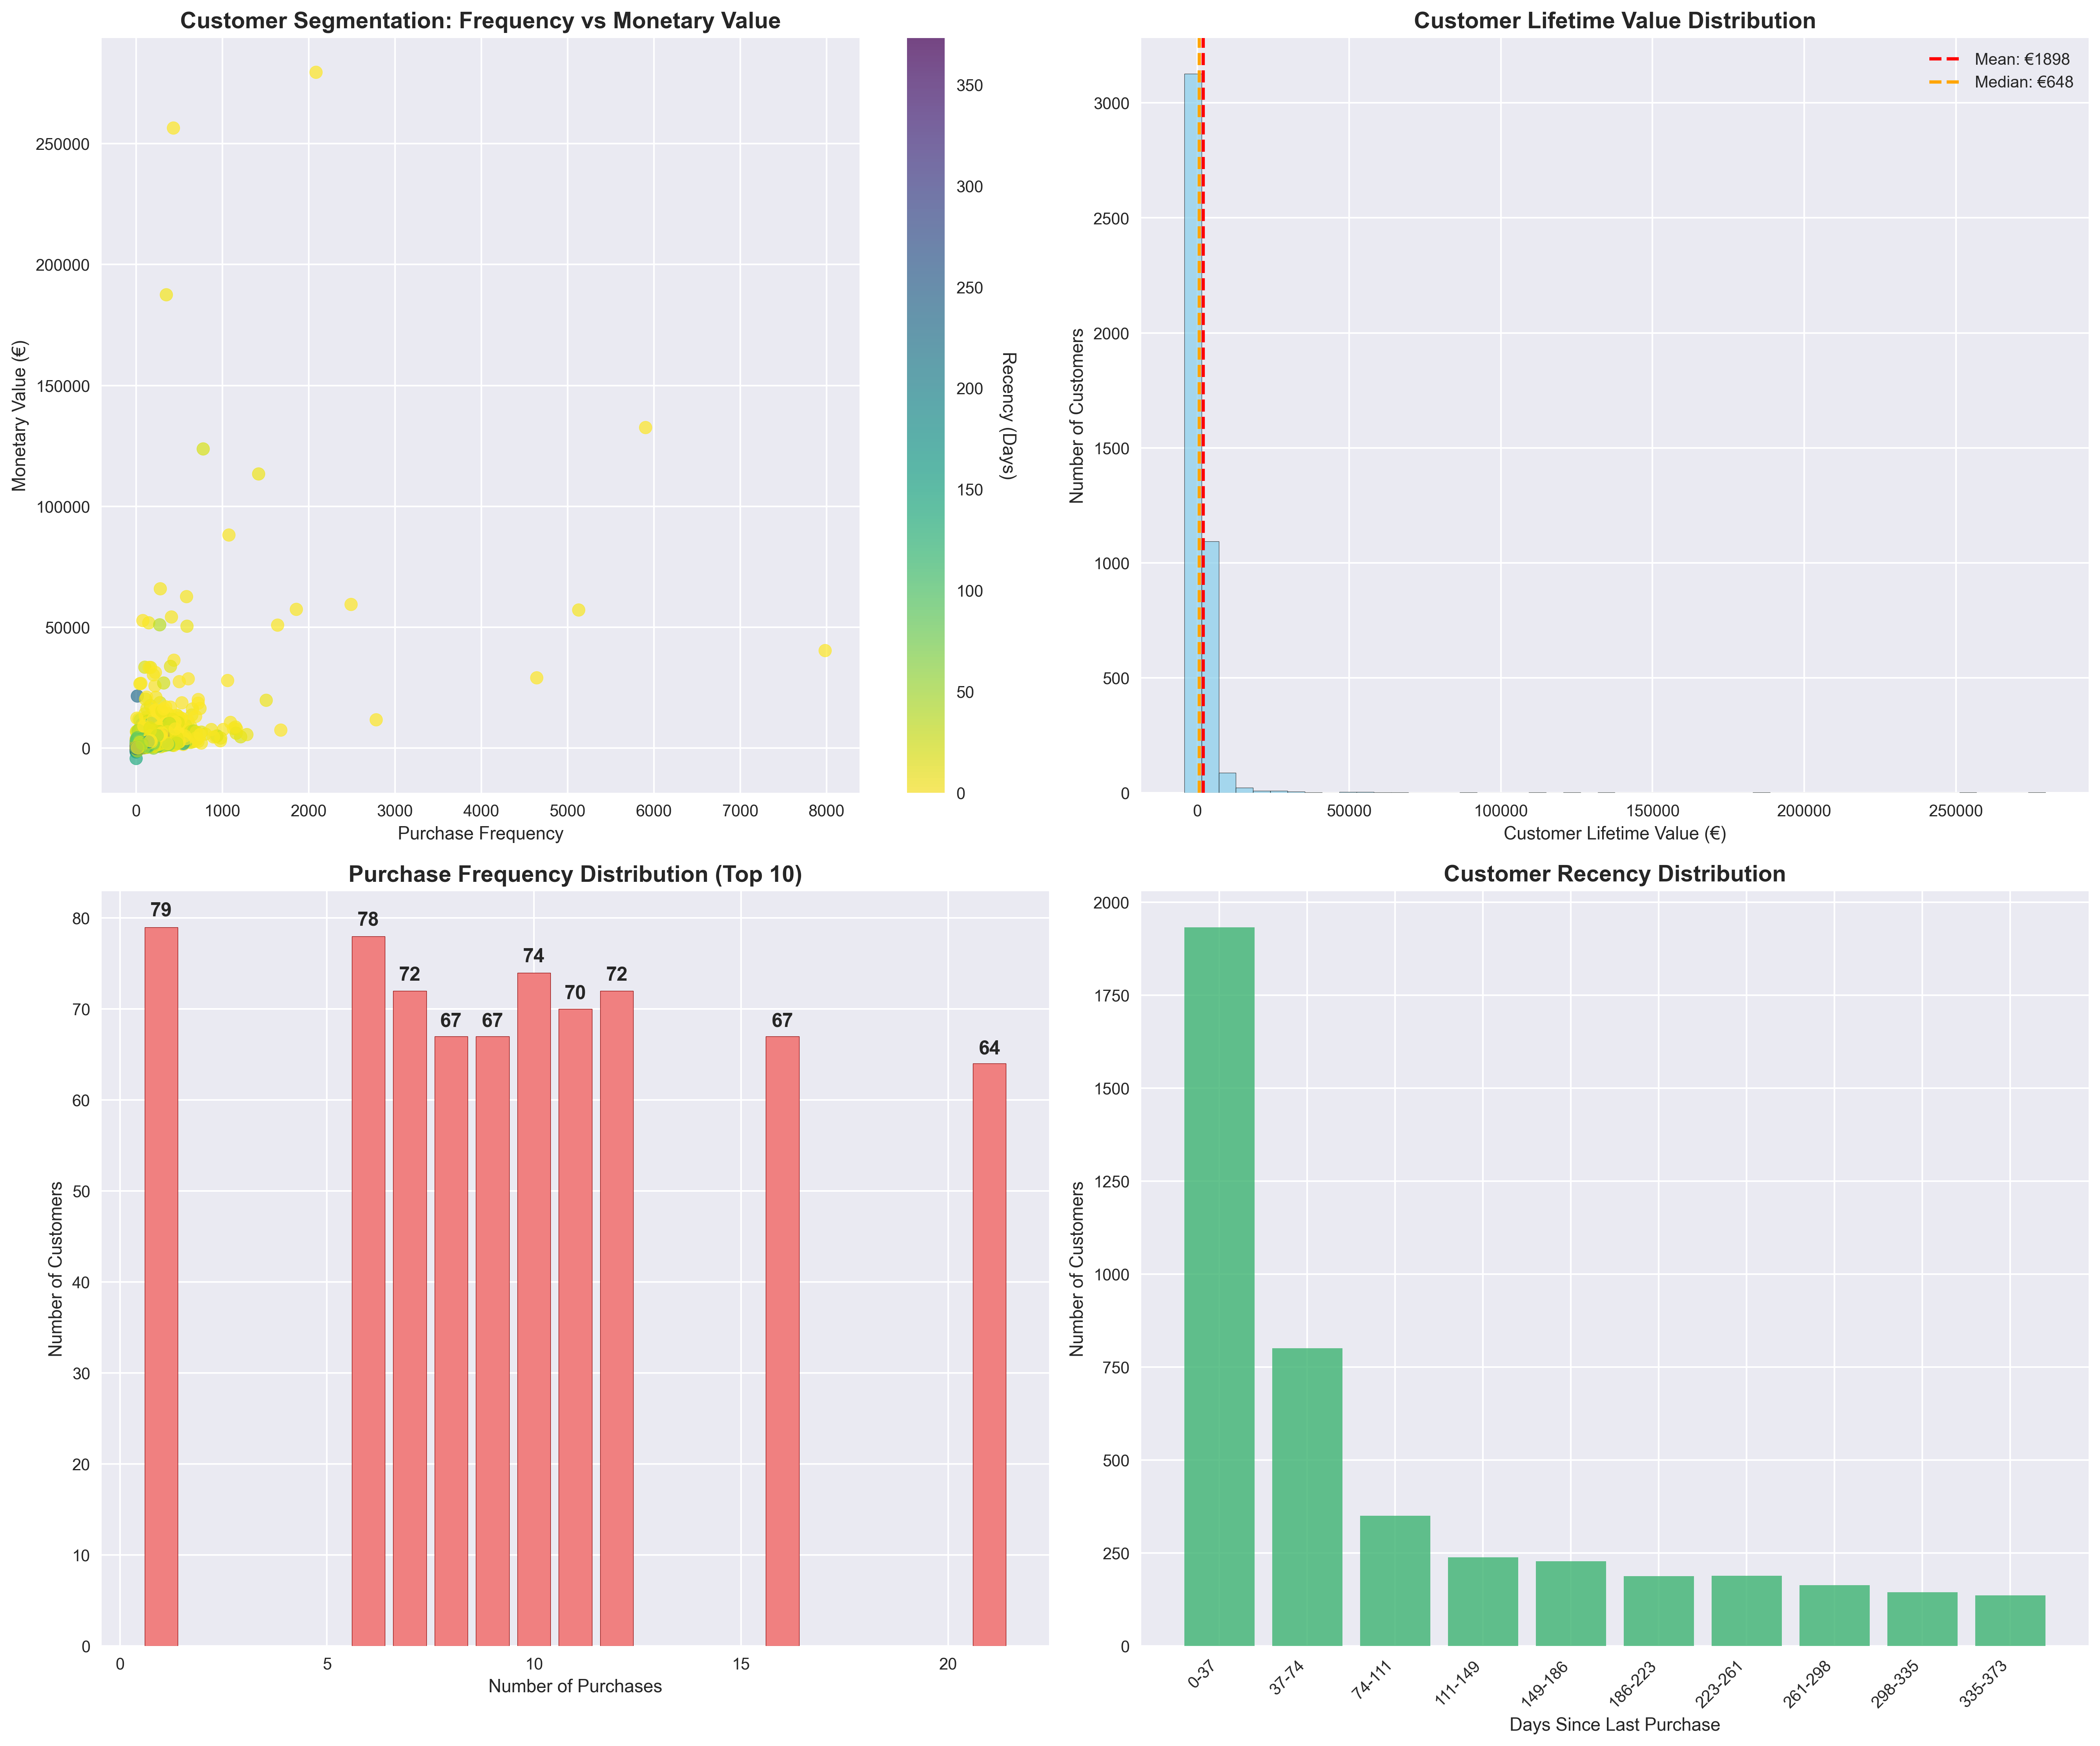 Customer Segmentation: Frequency vs Monetary Value
250000
200000
150000
100000
50000
0
Monetary Value (€)
0 1000 2000 3000 4000 5000 6000 7000 8000
Purchase Frequency
350
300
250
200
150
100
50
0
Recency (Days)
Customer Lifetime Value Distribution
Mean: €1898
Median: €648
3000
2500
2000
1500
1000
500
0
Number of Customers
0 50000 100000 150000 200000 250000
Customer Lifetime Value (€)
Purchase Frequency Distribution (Top 10)
79 78 72 67 67 74 70 72 67 64
80
70
60
50
40
30
20
10
0
Number of Customers
0 5 10 15 20
Number of Purchases
Customer Recency Distribution
2000
1750
1500
1250
1000
750
500
250
0
Number of Customers
0-37 37-74 74-111 111-149 149-186 186-223 223-261 261-298 298-335 335-373
Days Since Last Purchase